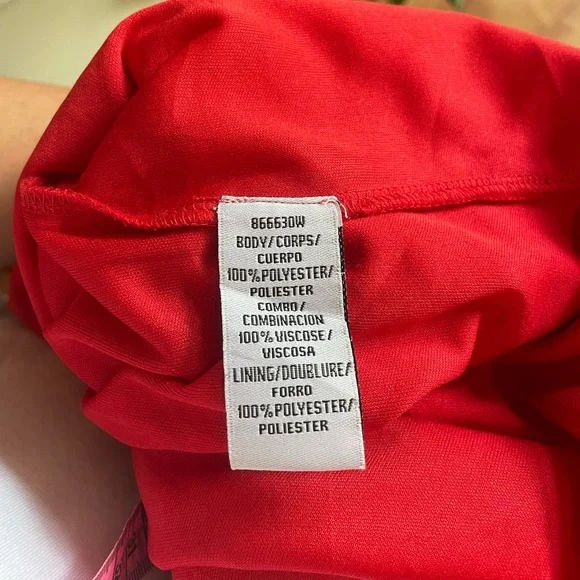 866630W
BODY/CORPS/
CUERPO
100%POLYESTER/
POLIESTER
COMBO/
COMBINACION
100%VISCOSE/
VISCOSA
LINING/DOUBLURE/
FORRO
100%POLYESTER/
POLIESTER